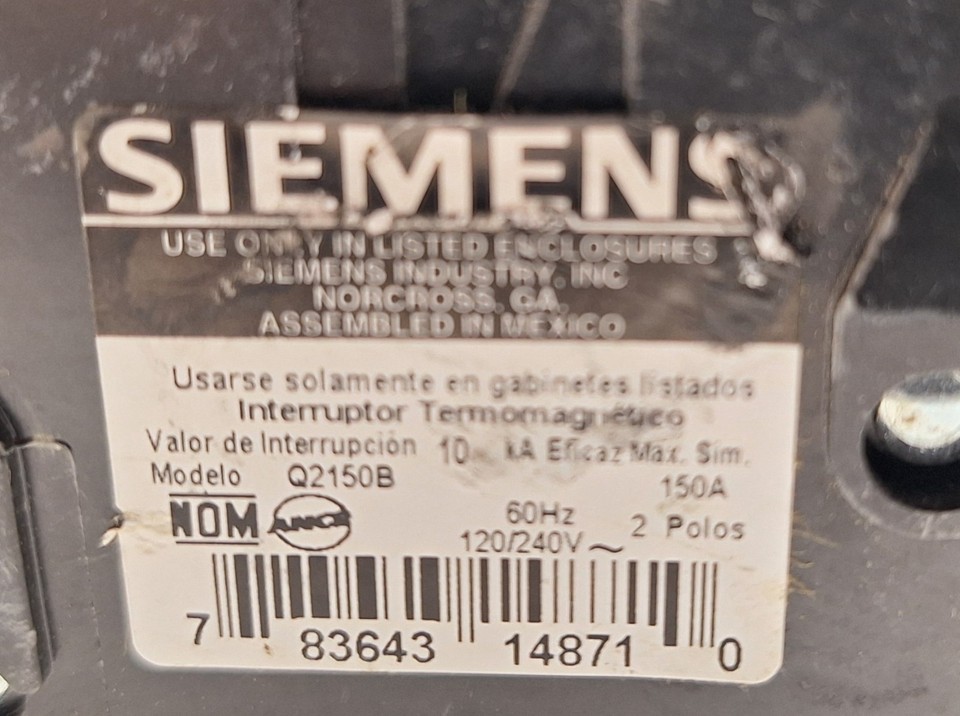 SIEMENS
USE ONLY IN LISTED ENCLOSURES
SIEMENS INDUSTRY, INC
NORCROSS, GA.
ASSEMBLED IN MEXICO
Usarse solamente en gabinetes listados
Interruptor Termomagnético
Valor de Interrupción 10 kA Eficaz Máx. Sim.
Modelo Q2150B 150A
NOM ANCE 60Hz 2 Polos
120/240V ~
7 83643 14871 0